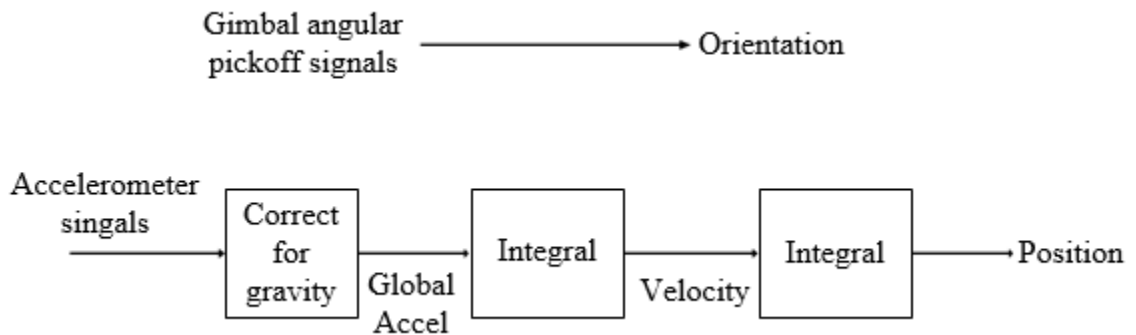 Gimbal angular
pickoff signals
Orientation
Accelerometer
singals
Correct
for
gravity
Global
Accel
Integral
Velocity
Integral
Position